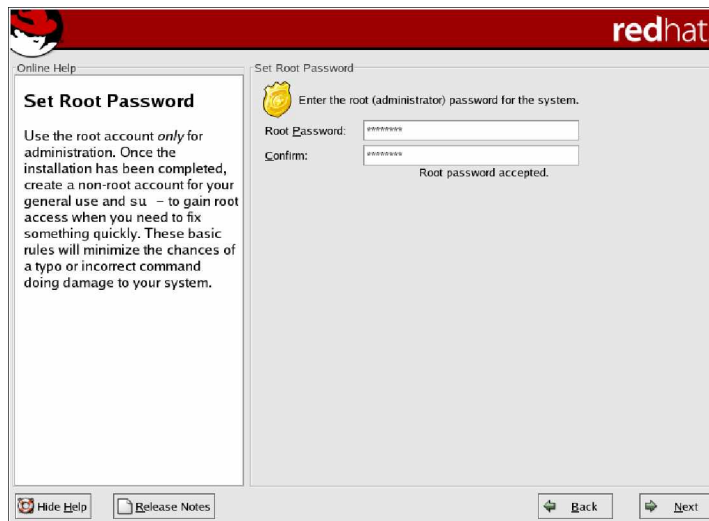 redhat
Online Help
Set Root Password
Use the root account only for
administration. Once the
installation has been completed,
create a non-root account for your
general use and su - to gain root
access when you need to fix
something quickly. These basic
rules will minimize the chances of
a typo or incorrect command
doing damage to your system.
Set Root Password
Enter the root (administrator) password for the system.
Root Password: ********
Confirm: ********
Root password accepted.
Hide Help
Release Notes
Back
Next